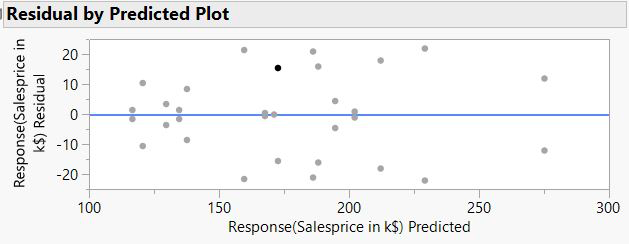 Residual by Predicted Plot
Response(Salesprice in
k$) Residual
20
10
0
-10
-20
100 150 200 250 300
Response(Salesprice in k$) Predicted